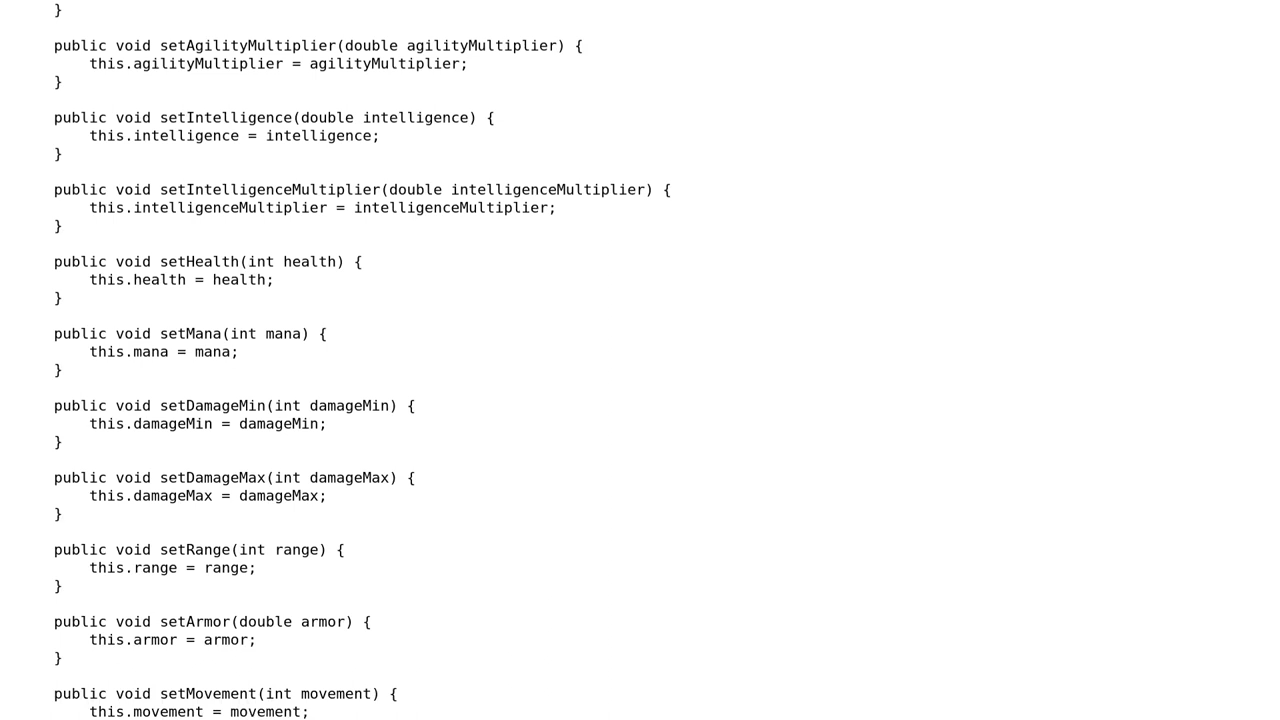 }

public void setAgilityMultiplier(double agilityMultiplier) {
    this.agilityMultiplier = agilityMultiplier;
}

public void setIntelligence(double intelligence) {
    this.intelligence = intelligence;
}

public void setIntelligenceMultiplier(double intelligenceMultiplier) {
    this.intelligenceMultiplier = intelligenceMultiplier;
}

public void setHealth(int health) {
    this.health = health;
}

public void setMana(int mana) {
    this.mana = mana;
}

public void setDamageMin(int damageMin) {
    this.damageMin = damageMin;
}

public void setDamageMax(int damageMax) {
    this.damageMax = damageMax;
}

public void setRange(int range) {
    this.range = range;
}

public void setArmor(double armor) {
    this.armor = armor;
}

public void setMovement(int movement) {
    this.movement = movement;